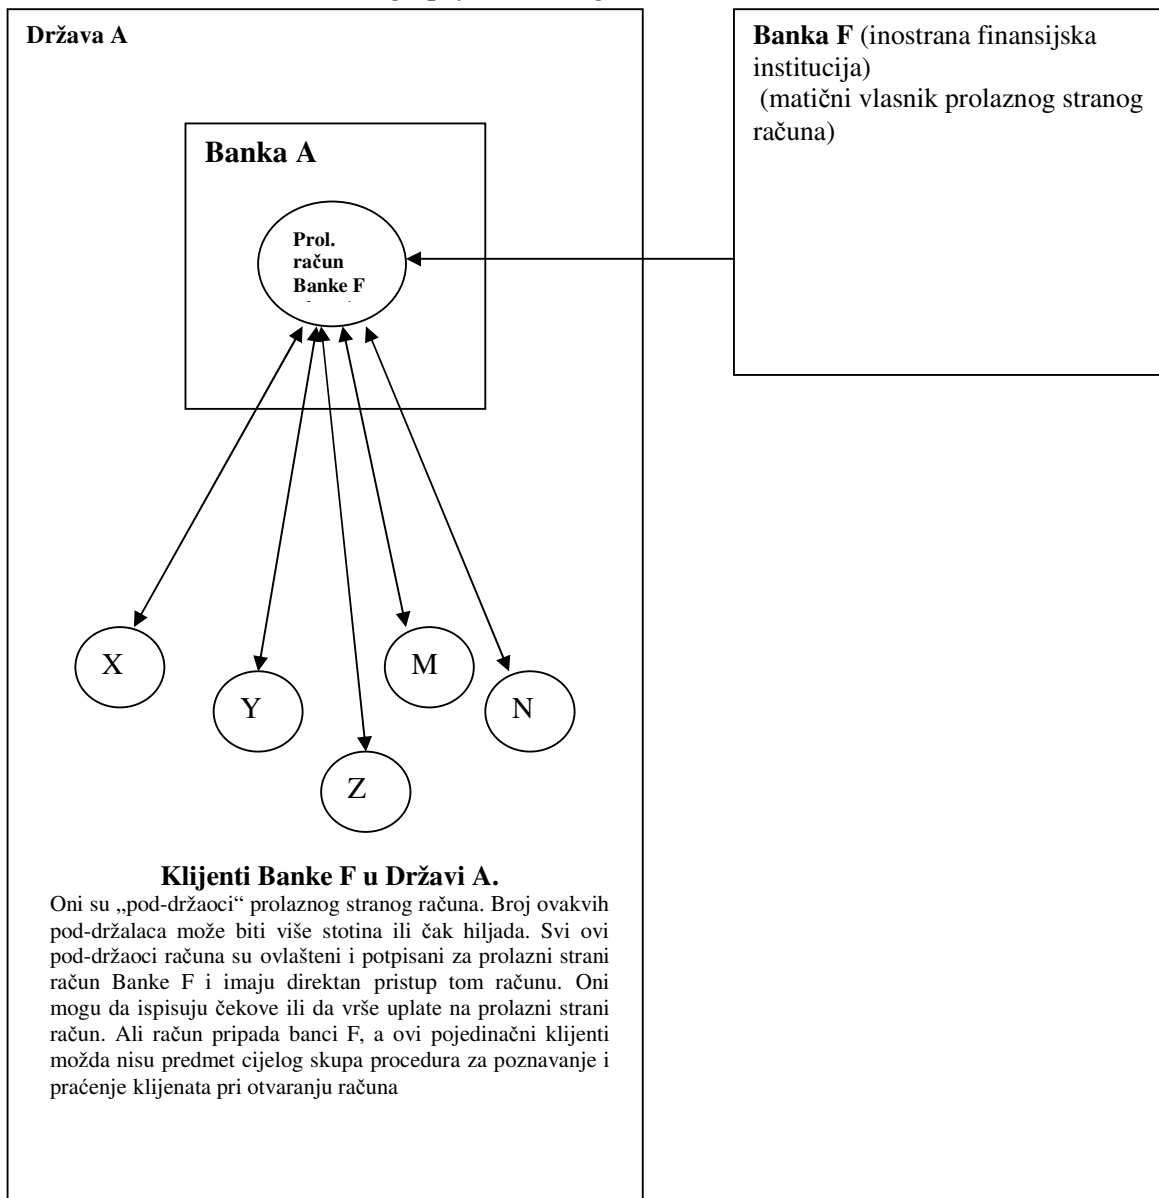 Država A
Banka F (inostrana finansijska
institucija)
(matični vlasnik prolaznog stranog
računa)
Banka A
Prol.
račun
Banke F
X
Y
Z
M
N
Klijenti Banke F u Državi A.
Oni su „pod-držaoci“ prolaznog stranog računa. Broj ovakvih
pod-držalaca može biti više stotina ili čak hiljada. Svi ovi
pod-držaoci računa su ovlašteni i potpisani za prolazni strani
račun Banke F i imaju direktan pristup tom računu. Oni
mogu da ispisuju čekove ili da vrše uplate na prolazni strani
račun. Ali račun pripada banci F, a ovi pojedinačni klijenti
možda nisu predmet cijelog skupa procedura za poznavanje i
praćenje klijenata pri otvaranju računa